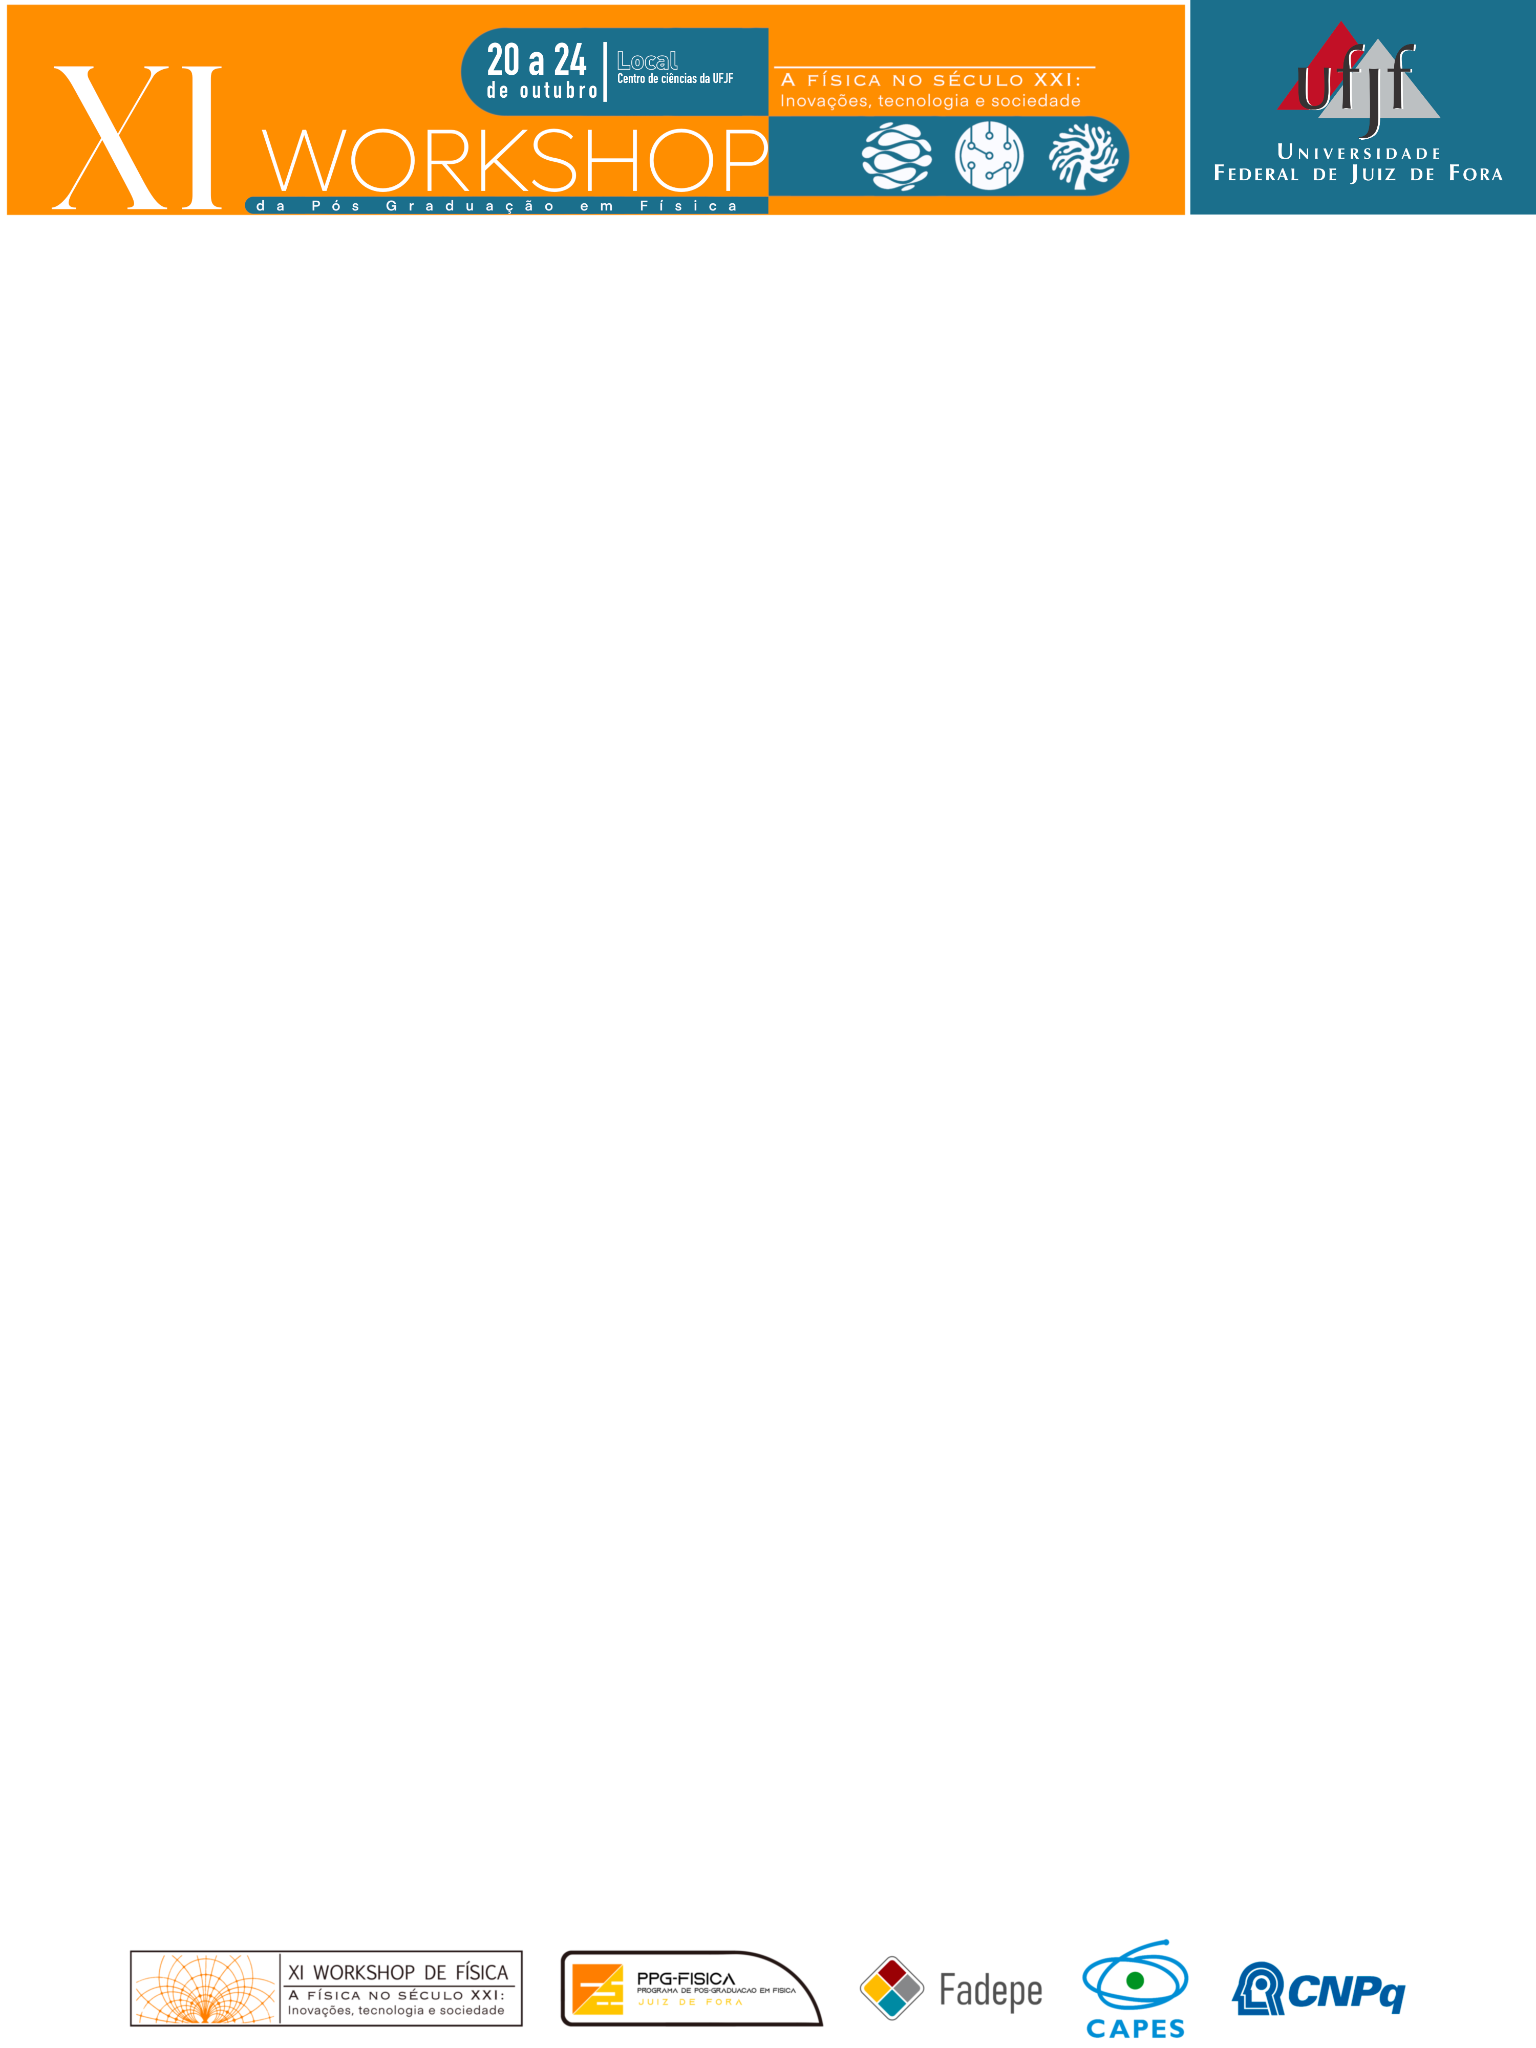 XI
20 a 24
de outubro
Local
Centro de ciências da UFJF
WORKSHOP
da Pós Graduação em Física
A FÍSICA NO SÉCULO XXI:
Inovações, tecnologia e sociedade
ufjf
UNIVERSIDADE
FEDERAL DE JUIZ DE FORA
XI WORKSHOP DE FÍSICA
A FÍSICA NO SÉCULO XXI:
Inovações, tecnologia e sociedade
PPG-FISICA
PROGRAMA DE POS-GRADUACAO EM FISICA
JUIZ DE FORA
Fadepe
CAPES
CNPq